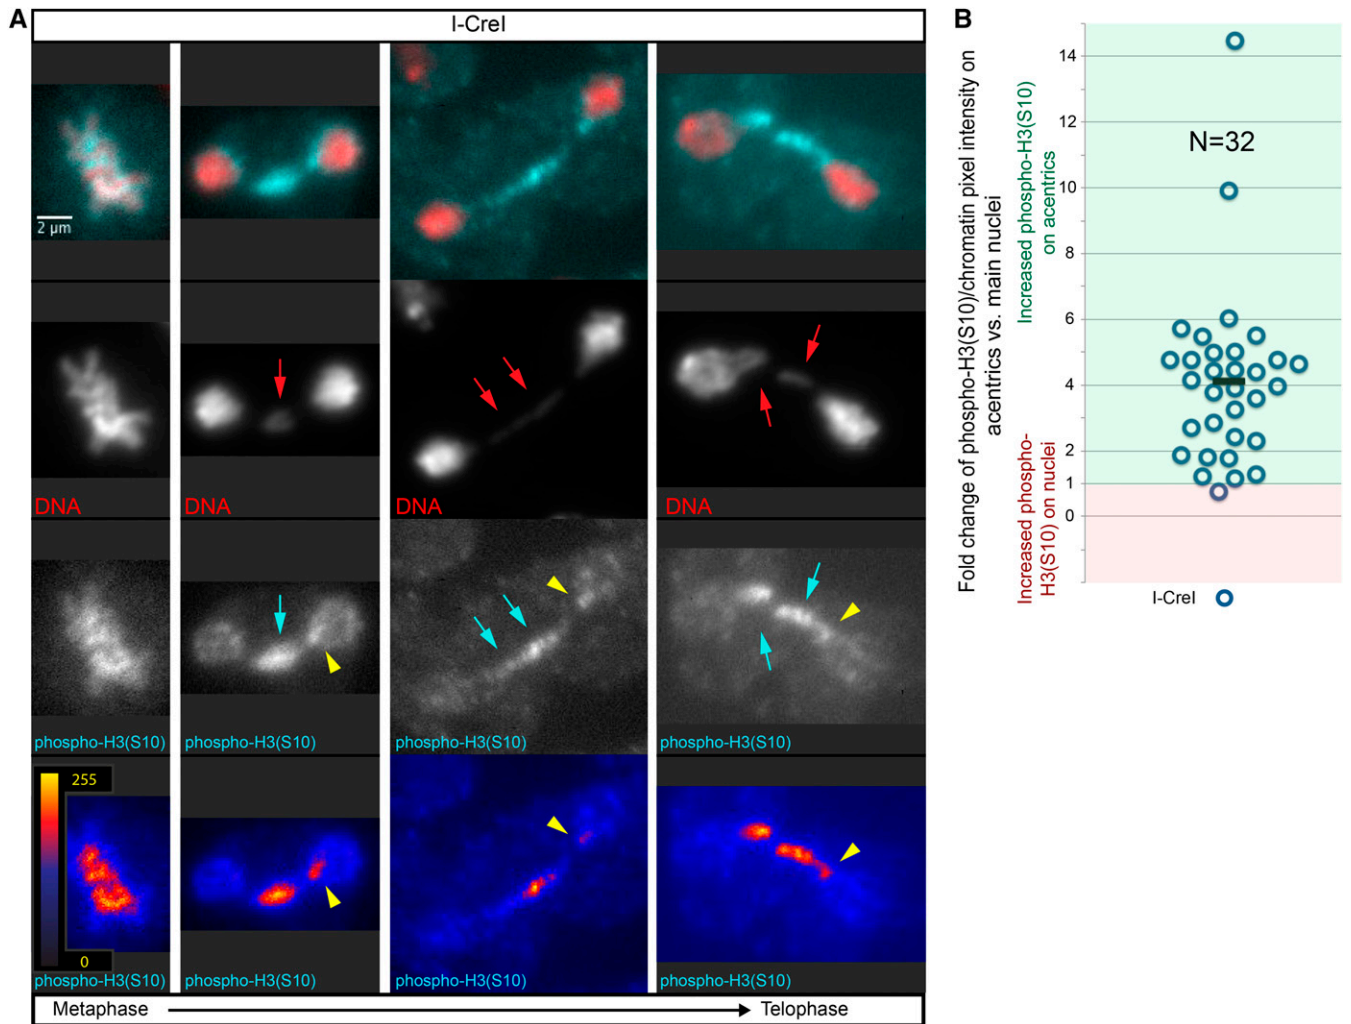 A
I-CreI
2 µm
DNA
DNA
DNA
DNA
phospho-H3(S10)
phospho-H3(S10)
phospho-H3(S10)
phospho-H3(S10)
255
0
phospho-H3(S10)
phospho-H3(S10)
phospho-H3(S10)
phospho-H3(S10)
Metaphase
Telophase
B
Fold change of phospho-H3(S10)/chromatin pixel intensity on
acentrics vs. main nuclei
Increased phospho-H3(S10)
on acentrics
Increased phospho-
H3(S10) on nuclei
14
12
10
8
6
4
2
1
0
N=32
I-CreI